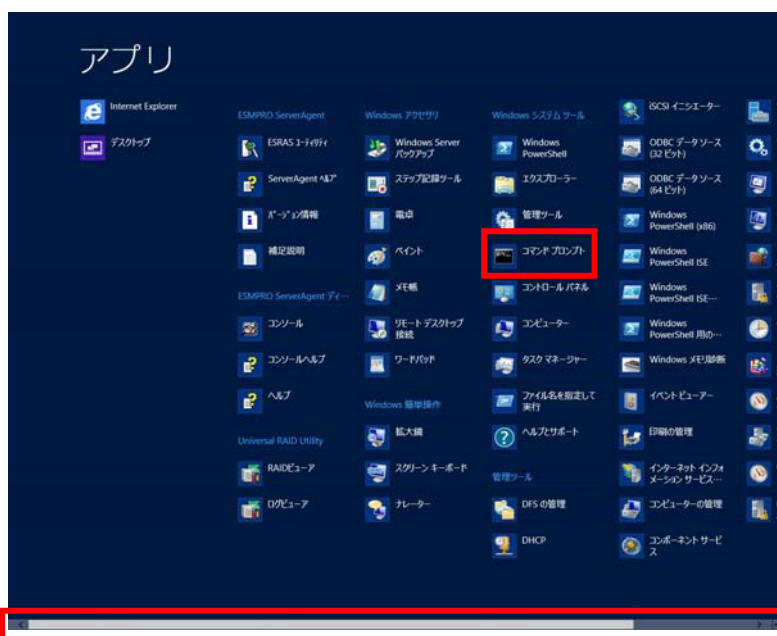 アプリ
Internet Explorer
デスクトップ
ESMPRO ServerAgent
ESRAS ユーティリティ
ServerAgent ヘルプ
バージョン情報
補足説明
ESMPRO ServerAgent ディ…
コンソール
コンソールヘルプ
ヘルプ
Universal RAID Utility
RAIDビューア
ログビューア
Windows アクセサリ
Windows Server
バックアップ
ステップ記録ツール
電卓
ペイント
メモ帳
リモート デスクトップ
接続
ワードパッド
Windows 簡単操作
拡大鏡
スクリーン キーボード
ナレーター
Windows システム ツール
Windows
PowerShell
エクスプローラー
管理ツール
コマンド プロンプト
コントロール パネル
コンピューター
タスク マネージャー
ファイル名を指定して
実行
ヘルプとサポート
管理ツール
DFS の管理
DHCP
iSCSI イニシエーター
ODBC データ ソース
(32 ビット)
ODBC データ ソース
(64 ビット)
Windows
PowerShell (x86)
Windows
PowerShell ISE
Windows
PowerShell ISE…
Windows
PowerShell 用の…
Windows メモリ診断
イベント ビューアー
印刷の管理
インターネット インフォ
メーション サービス…
コンピューターの管理
コンポーネント サービ
ス